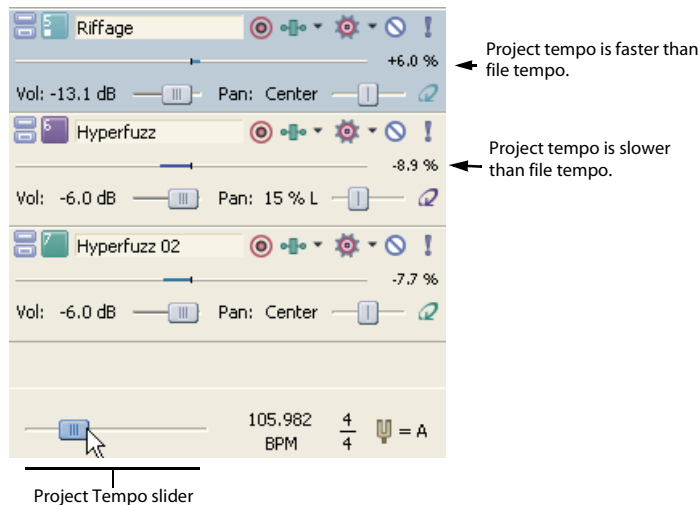 5 Riffage
+6.0 %
Project tempo is faster than
file tempo.
Vol: -13.1 dB Pan: Center
6 Hyperfuzz
-8.9 %
Project tempo is slower
than file tempo.
Vol: -6.0 dB Pan: 15 % L
7 Hyperfuzz 02
-7.7 %
Vol: -6.0 dB Pan: Center
105.982
BPM
4
4
= A
Project Tempo slider